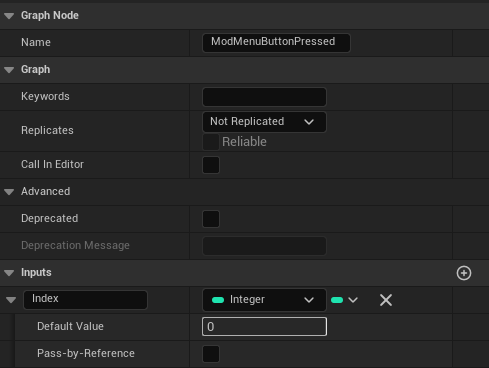 Graph Node
Name ModMenuButtonPressed
Graph
Keywords
Replicates Not Replicated
Reliable
Call In Editor
Advanced
Deprecated
Deprecation Message
Inputs
Index Integer
Default Value 0
Pass-by-Reference